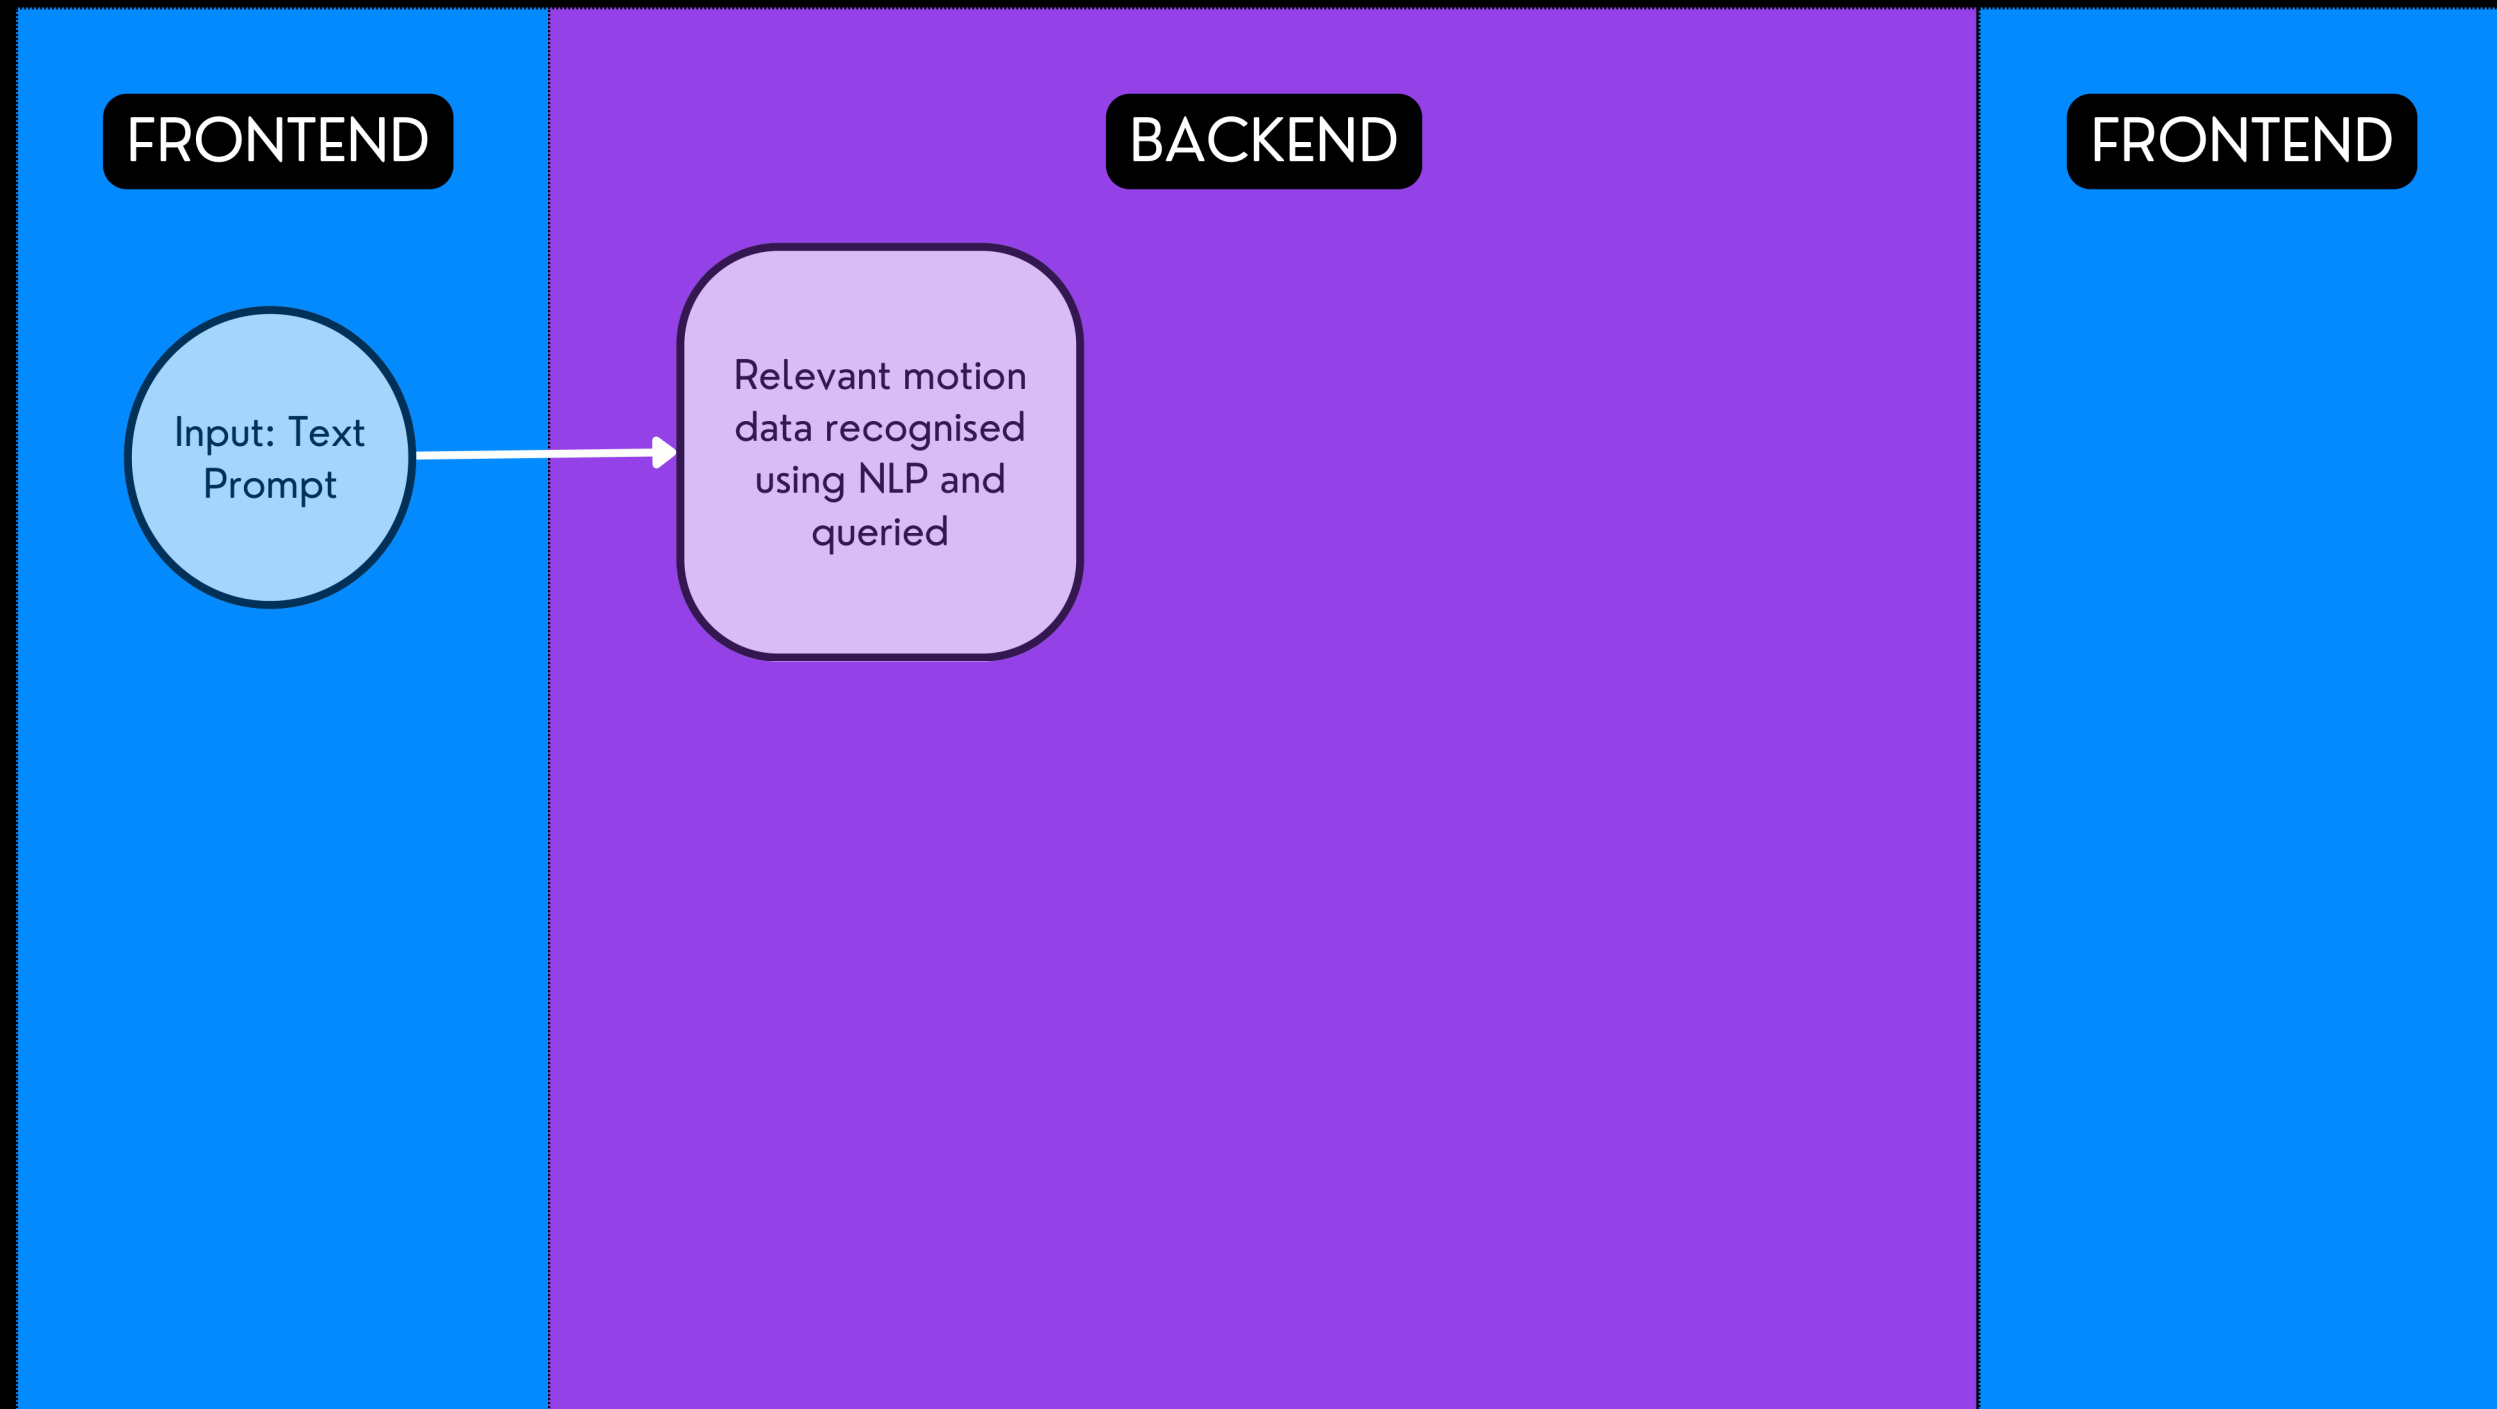 FRONTEND
BACKEND
FRONTEND
Input: Text
Prompt
Relevant motion
data recognised
using NLP and
queried